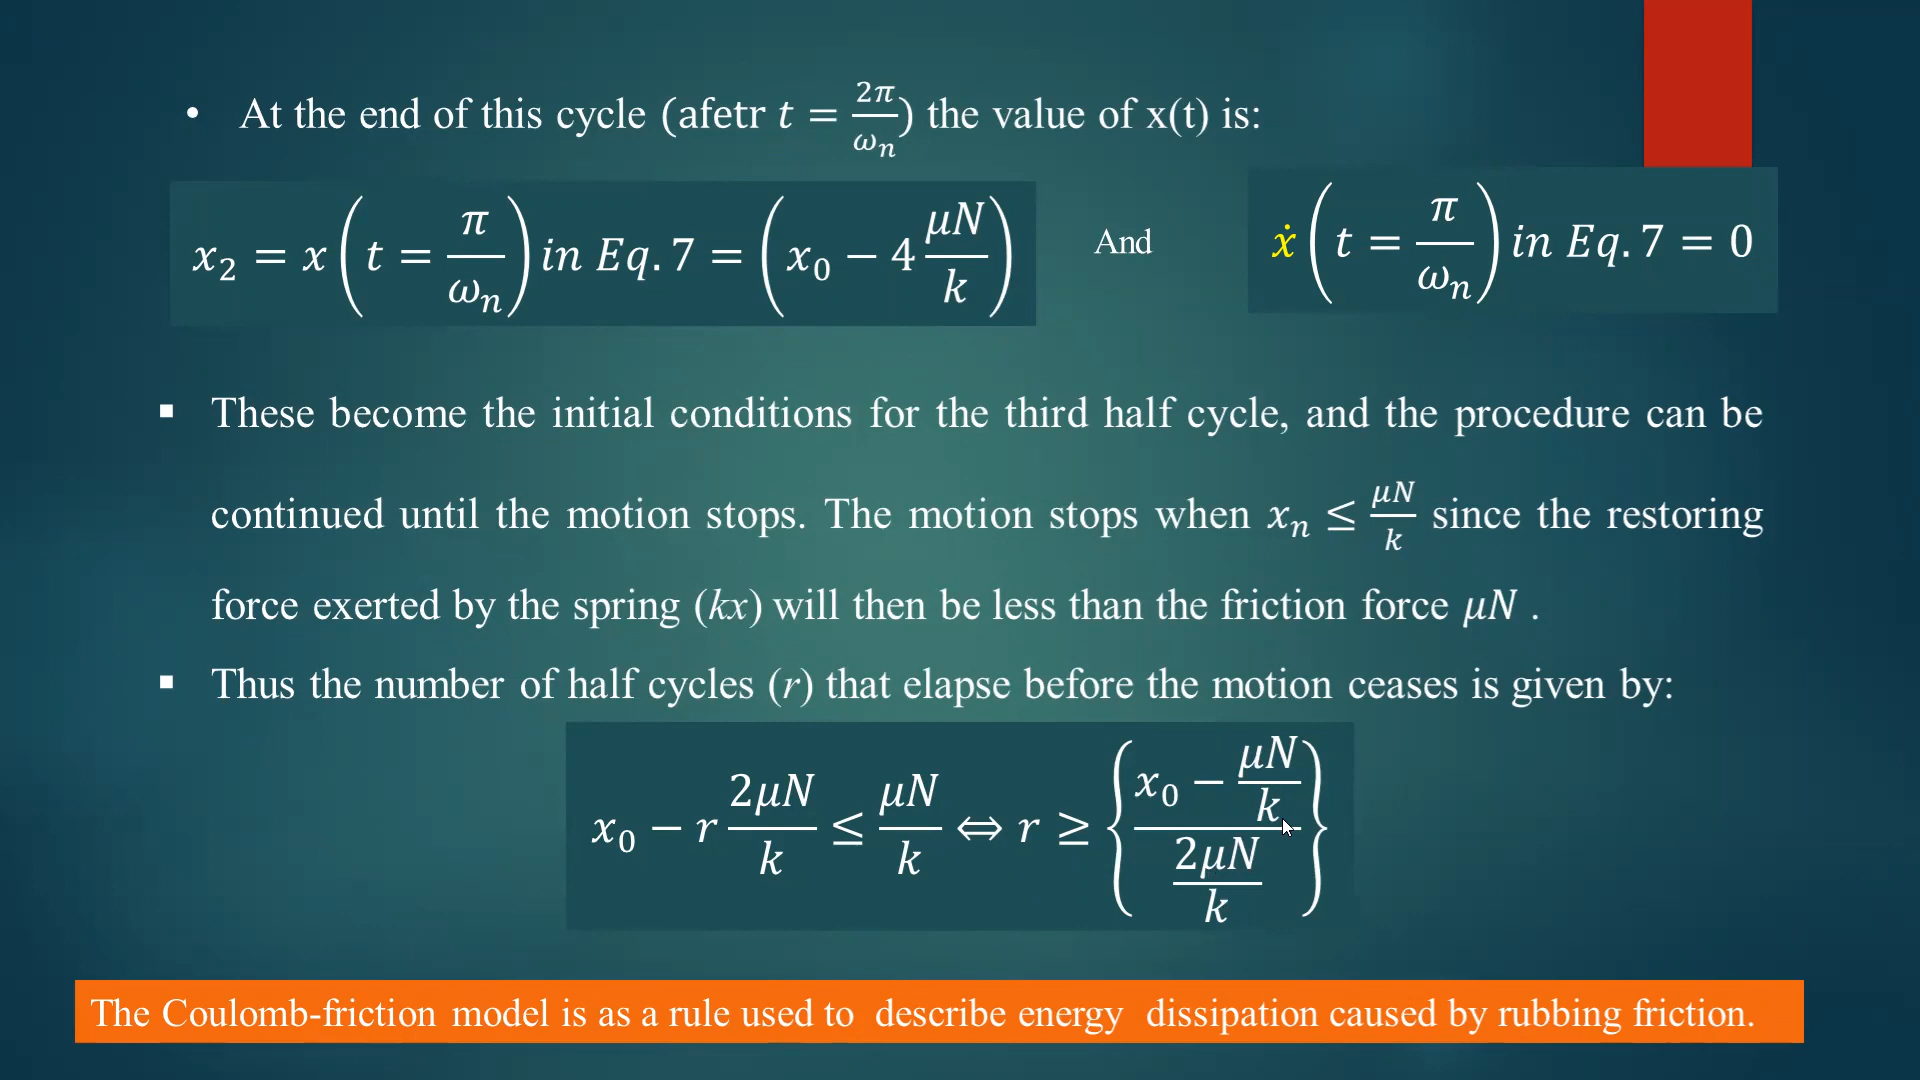 • At the end of this cycle (afetr t = 2π/ωₙ) the value of x(t) is:
x₂ = x(t = π/ωₙ) in Eq. 7 = (x₀ − 4 μN/k) And ẋ(t = π/ωₙ) in Eq. 7 = 0
▪ These become the initial conditions for the third half cycle, and the procedure can be
continued until the motion stops. The motion stops when xₙ ≤ μN/k since the restoring
force exerted by the spring (kx) will then be less than the friction force μN .
▪ Thus the number of half cycles (r) that elapse before the motion ceases is given by:
x₀ − r 2μN/k ≤ μN/k ⇔ r ≥ {(x₀ − μN/k)/(2μN/k)}
The Coulomb-friction model is as a rule used to describe energy dissipation caused by rubbing friction.